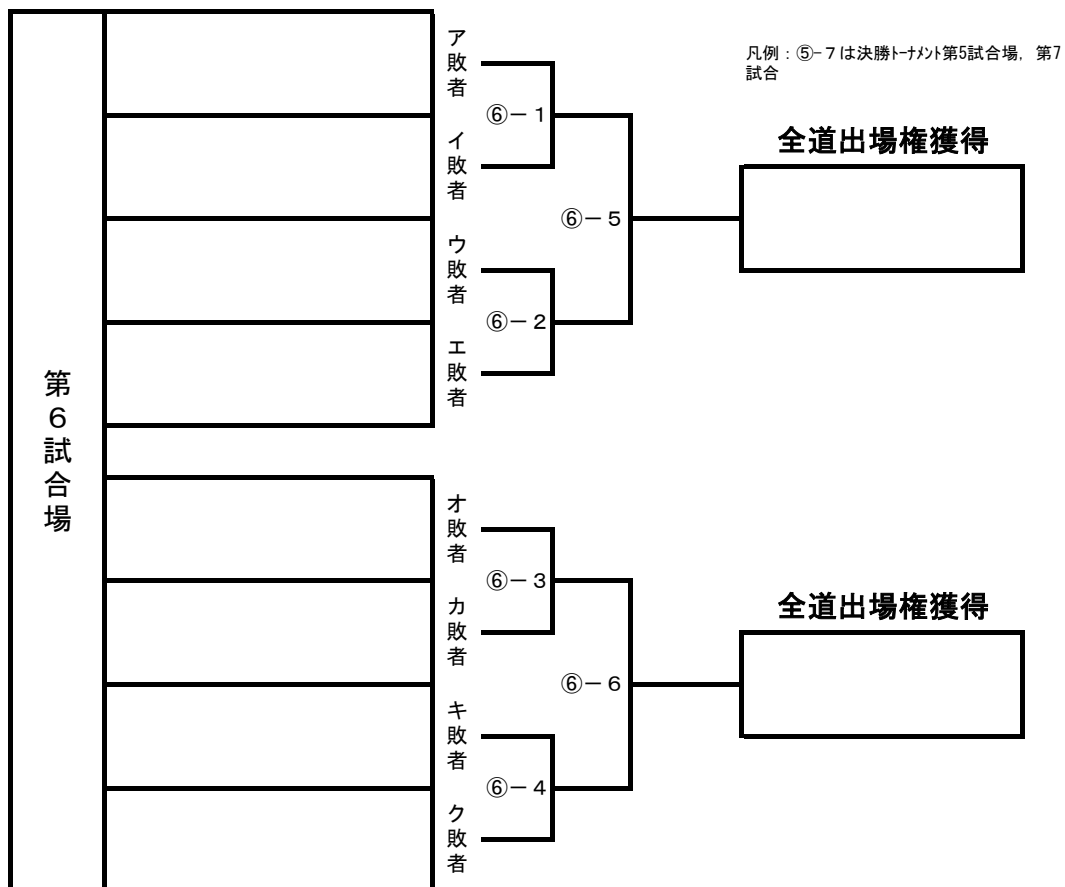 凡例：⑤-７は決勝ﾄｰﾅﾒﾝﾄ第5試合場，第7
試合
第６試合場
ア敗者
⑥－１
イ敗者
全道出場権獲得
⑥－５
ウ敗者
⑥－２
エ敗者
オ敗者
⑥－３
カ敗者
全道出場権獲得
⑥－６
キ敗者
⑥－４
ク敗者